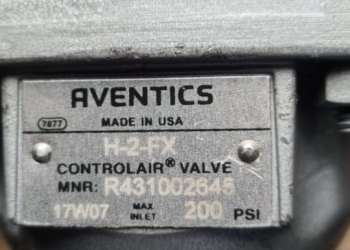 AVENTICS
7877 MADE IN USA
H-2-FX
CONTROLAIR® VALVE
MNR: R431002645
17W07 MAX INLET 200 PSI